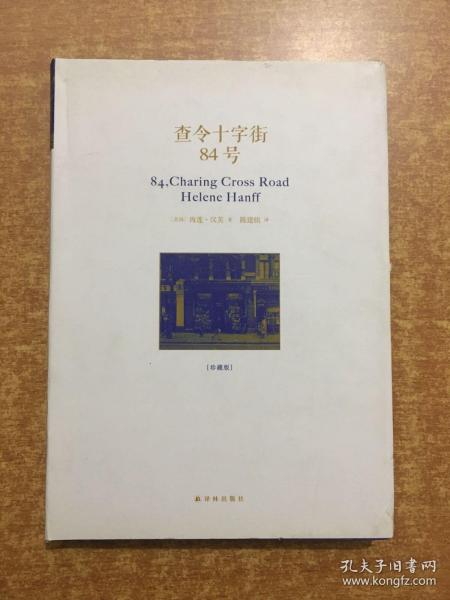 查令十字街
84号
84,Charing Cross Road
Helene Hanff
［美国］海莲·汉芙 著 陈建铭 译
［珍藏版］
译林出版社
孔夫子旧书网
www.kongfz.com